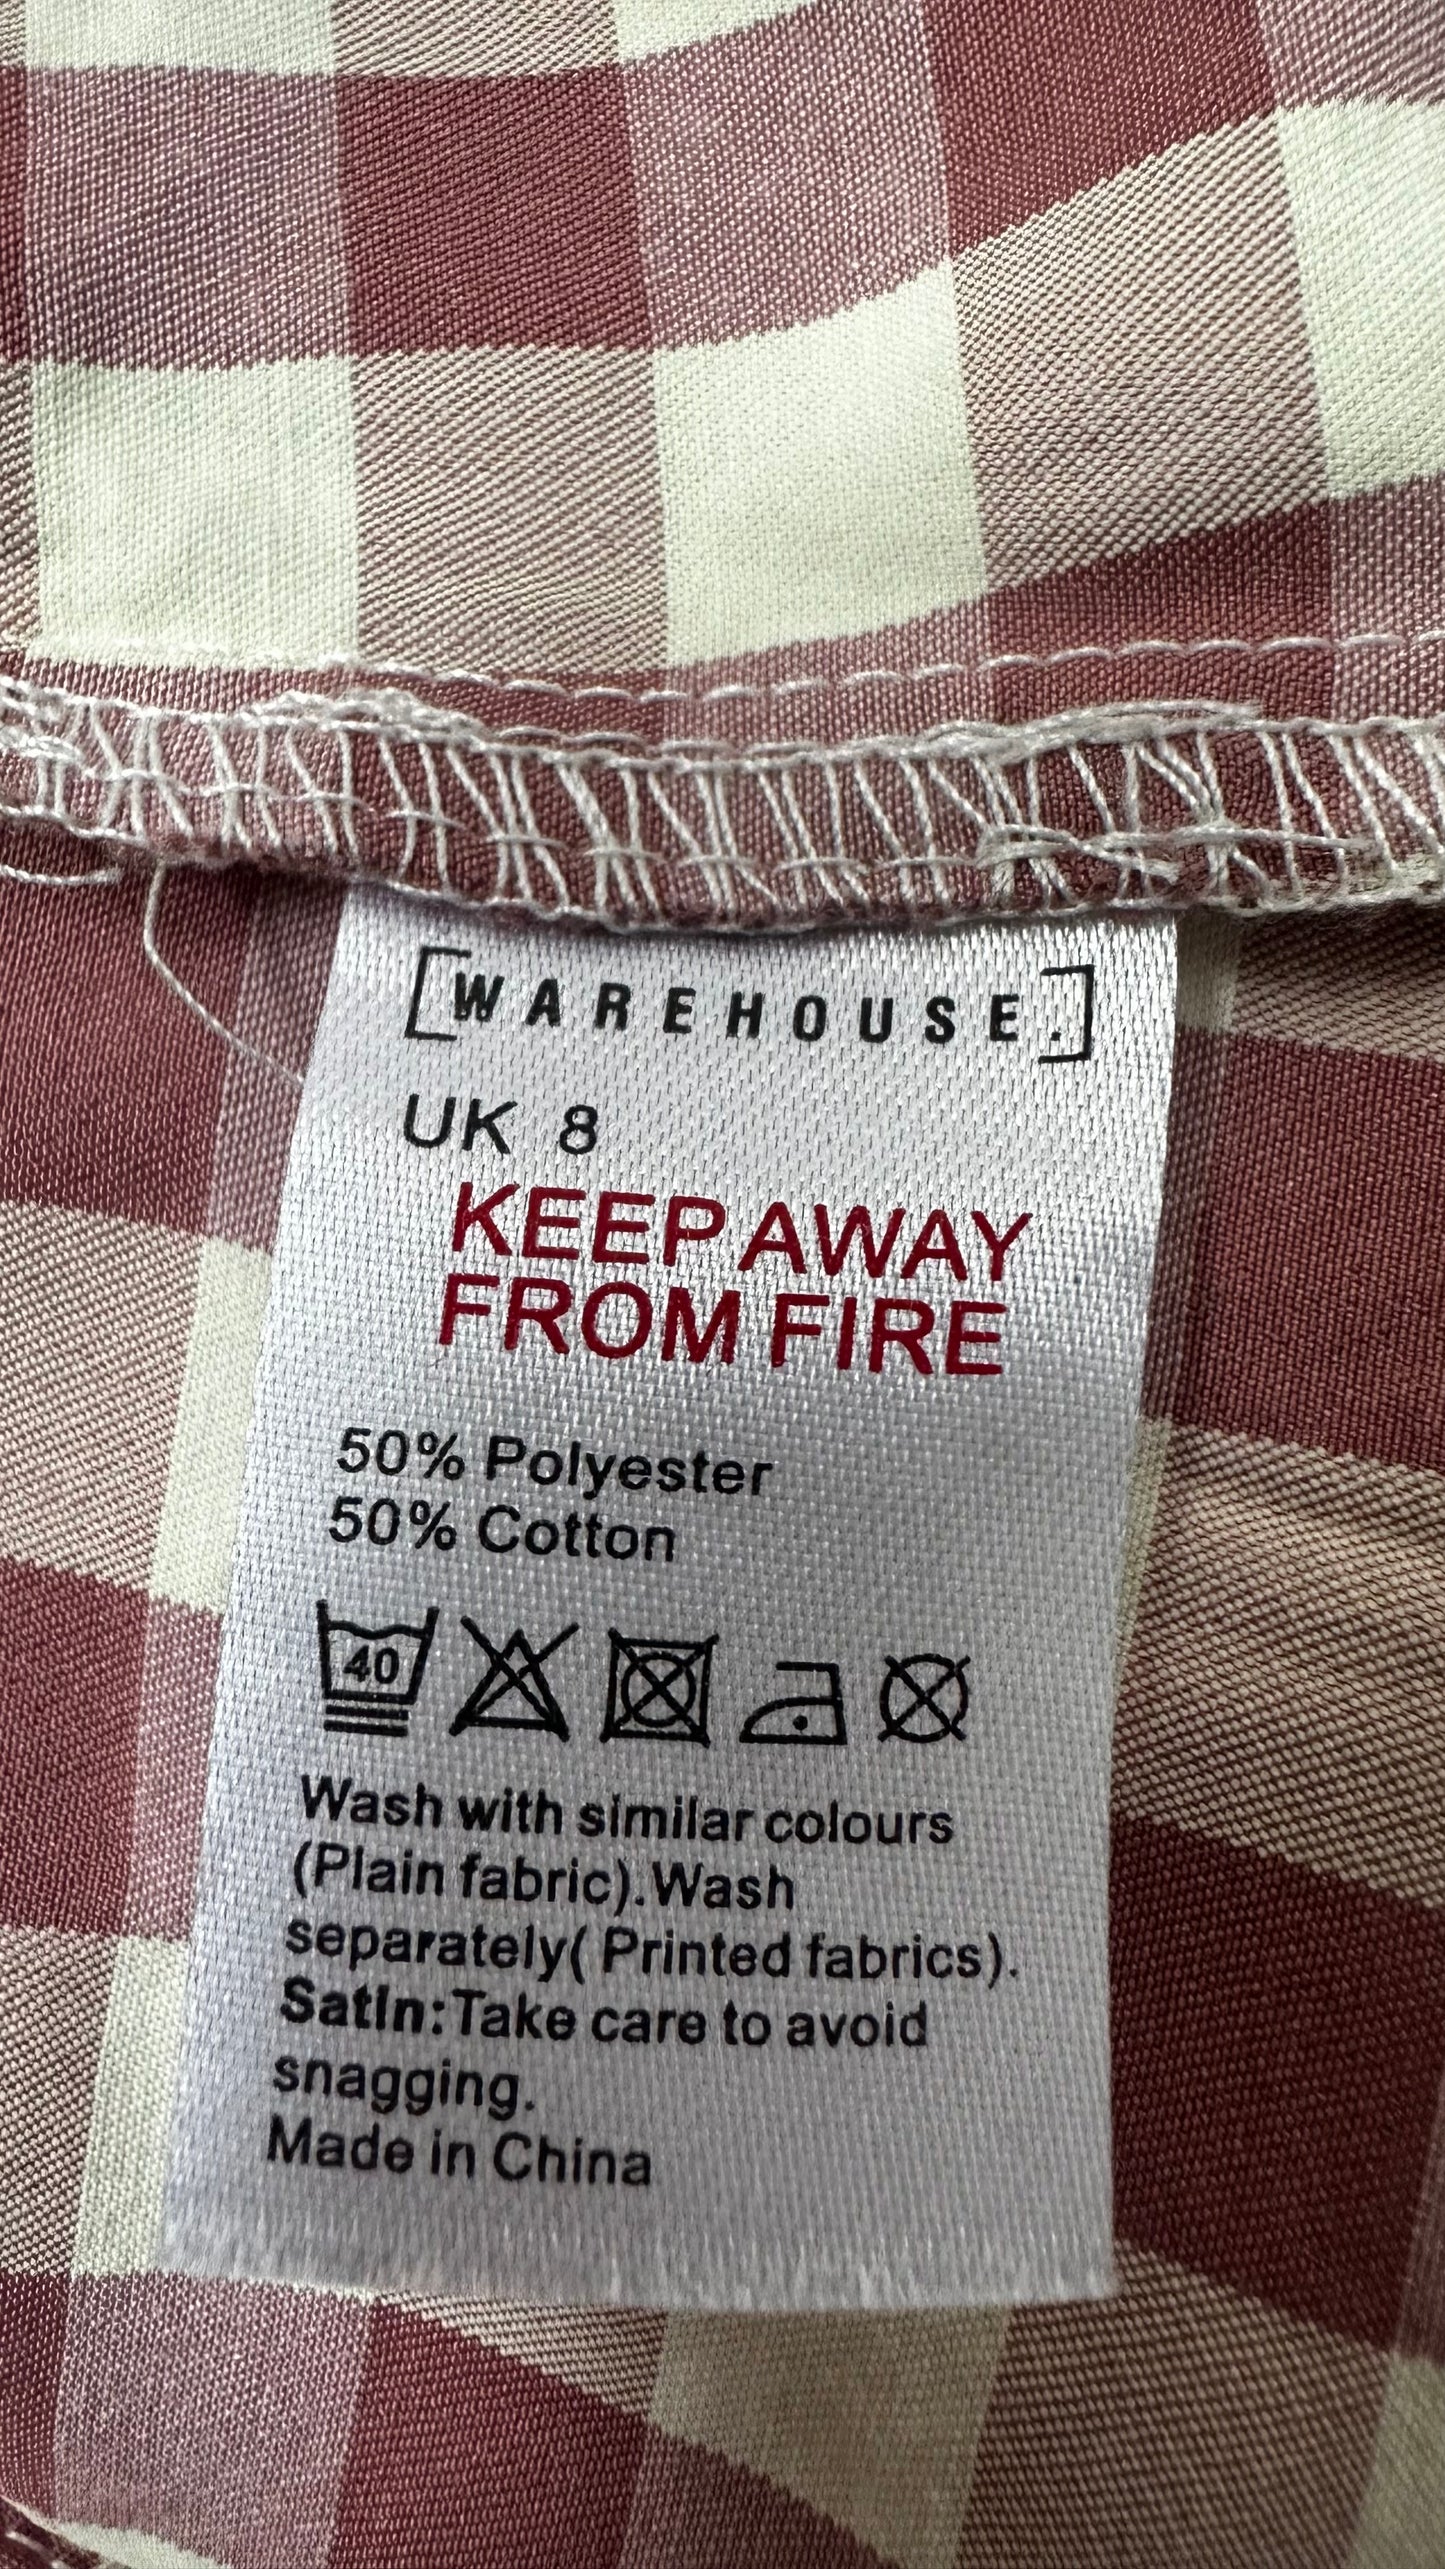 [WAREHOUSE.]
UK 8
KEEP AWAY
FROM FIRE
50% Polyester
50% Cotton
40
Wash with similar colours
(Plain fabric).Wash
separately( Printed fabrics).
SatIn:Take care to avoid
snagging.
Made in China